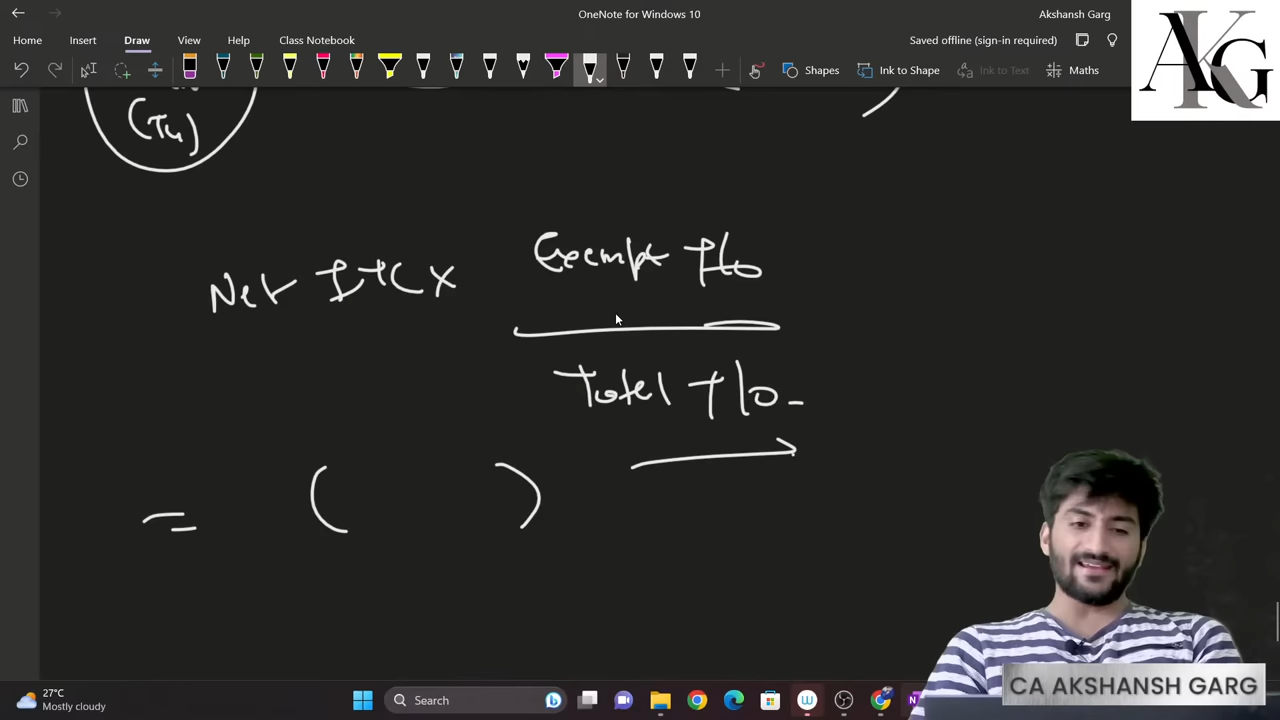 OneNote for Windows 10
Akshansh Garg
Home Insert Draw View Help Class Notebook
Saved offline (sign-in required)
Shapes Ink to Shape Ink to Text Maths
AKG
Net ITC X Exempt T/o
Total T/o
= ( )
CA AKSHANSH GARG
27°C
Mostly cloudy
Search